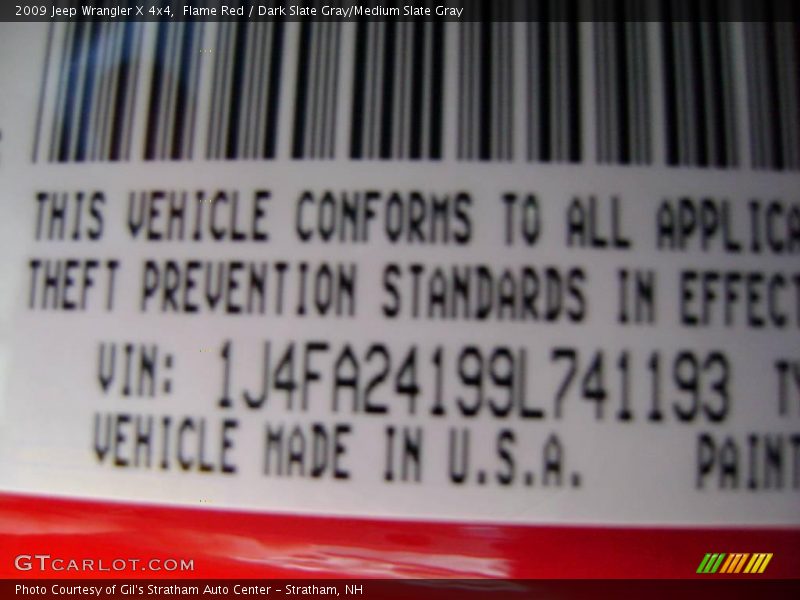 2009 Jeep Wrangler X 4x4,  Flame Red / Dark Slate Gray/Medium Slate Gray
THIS VEHICLE CONFORMS TO ALL APPLICA
THEFT PREVENTION STANDARDS IN EFFECT
VIN: 1J4FA24199L741193 TY
VEHICLE MADE IN U.S.A. PAINT
GTCARLOT.COM
Photo Courtesy of Gil's Stratham Auto Center - Stratham, NH